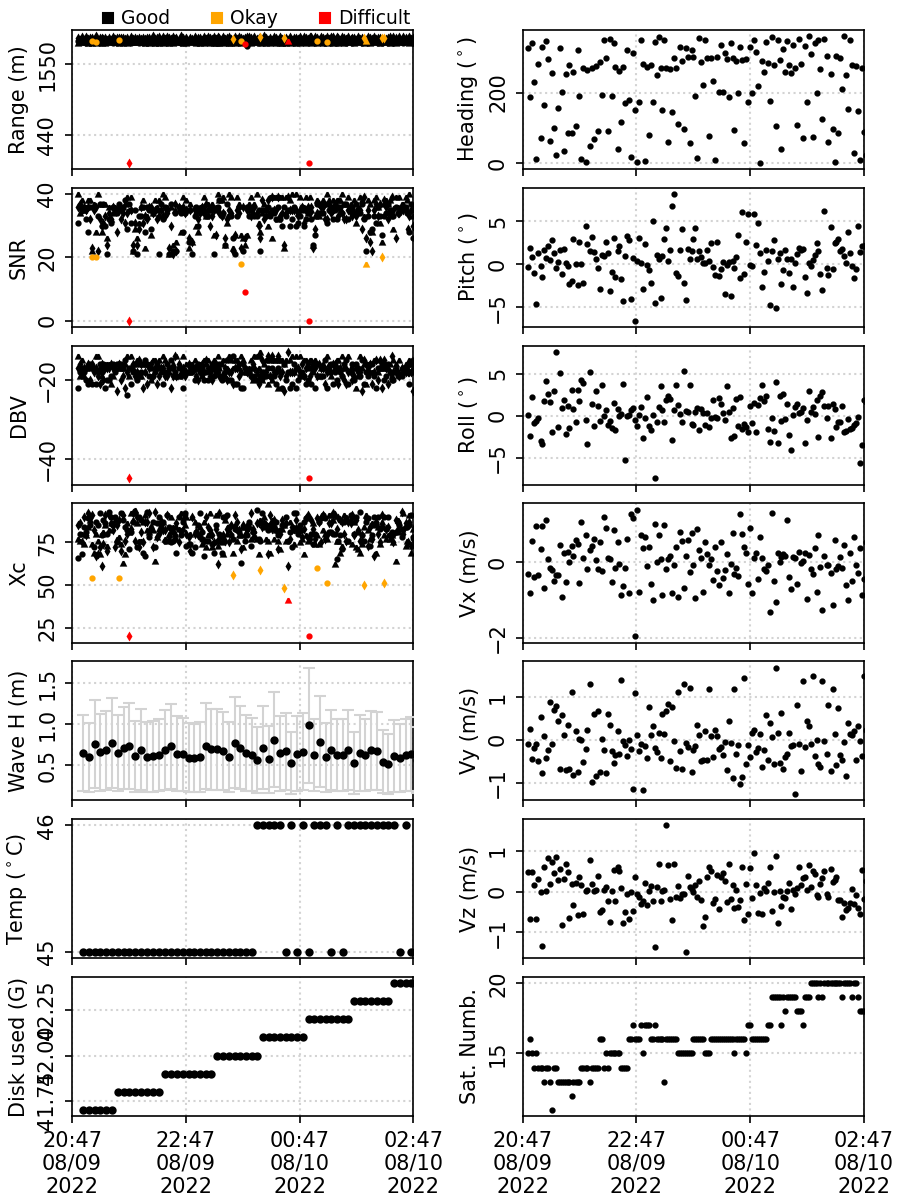 Good Okay Difficult
Range (m)
1550
440
Heading (°)
200
0
SNR
40
20
0
Pitch (°)
5
0
−5
DBV
−20
−40
Roll (°)
5
0
−5
Xc
75
50
25
Vx (m/s)
0
−2
Wave H (m)
1.5
1.0
0.5
Vy (m/s)
1
0
−1
Temp (°C)
46
45
Vz (m/s)
1
0
−1
Disk used (G)
42.25
42.00
41.75
Sat. Numb.
20
15
20:47 22:47 00:47 02:47
08/09 08/09 08/10 08/10
2022 2022 2022 2022
20:47 22:47 00:47 02:47
08/09 08/09 08/10 08/10
2022 2022 2022 2022